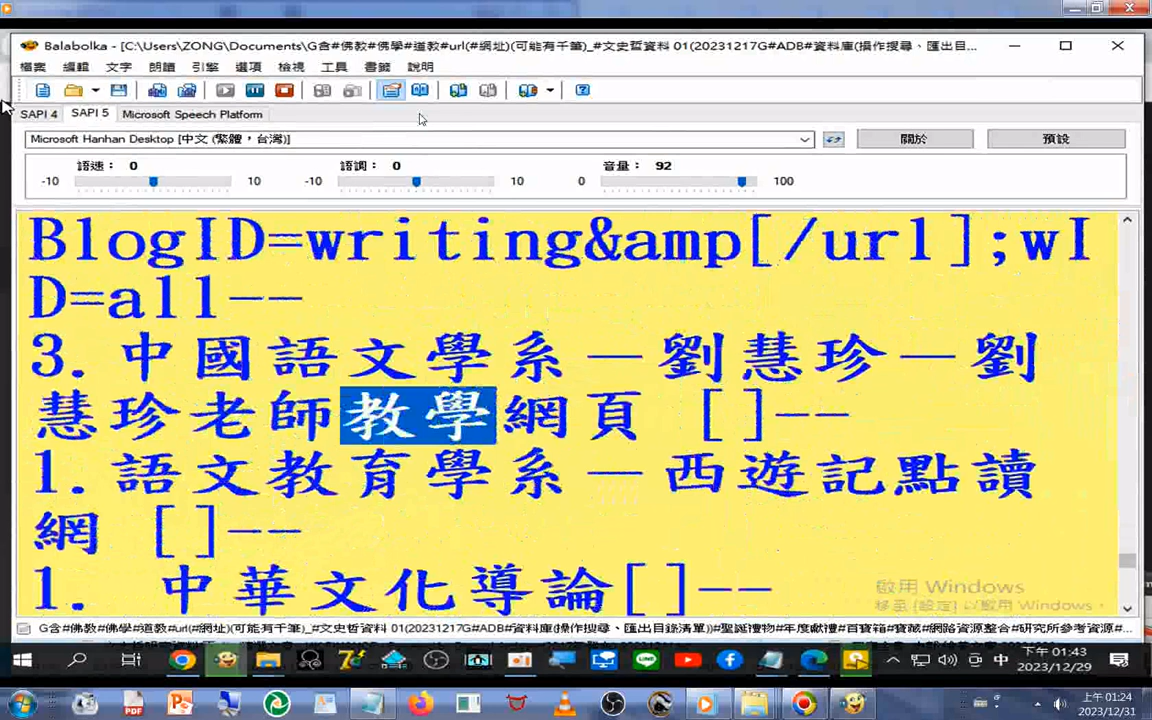 Balabolka - [C:\Users\ZONG\Documents\G含#佛教#佛學#道教#url(#網址)(可能有千筆)_#文史哲資料 01(20231217G#ADB#資料庫(操作搜尋、匯出目...
檔案 編輯 文字 朗讀 引擎 選項 檢視 工具 書籤 說明
SAPI 4 SAPI 5 Microsoft Speech Platform
Microsoft Hanhan Desktop [中文 (繁體，台灣)] 關於 預設
語速： 0 語調： 0 音量： 92
-10 10 -10 10 0 100
BlogID=writing&amp[/url];wI
D=all--
3. 中國語文學系－劉慧珍－劉
慧珍老師教學網頁 []--
1. 語文教育學系－西遊記點讀
網 []--
1. 中華文化導論[]--
啟用 Windows
移至 [設定] 以啟用 Windows。
G含#佛教#佛學#道教#url(#網址)(可能有千筆)_#文史哲資料 01(20231217G#ADB#資料庫(操作搜尋、匯出目錄清單))#聖誕禮物#年度獻禮#百寶箱#寶藏#網路資源整合#研究所參考資源#...
中 下午 01:43
2023/12/29
上午 01:24
2023/12/31